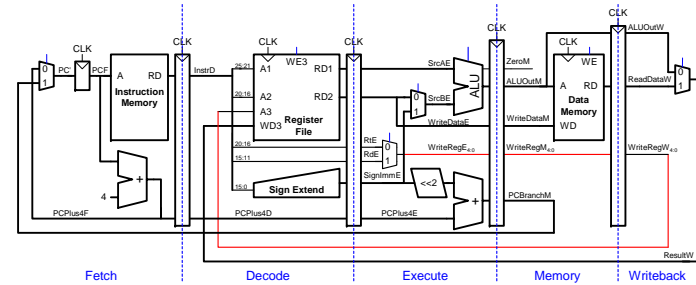 CLK
CLK
CLK
CLK
CLK
ALUOutW
CLK
CLK
CLK
0
1
PC'
PCF
A
RD
Instruction
Memory
InstrD
25:21
A1
WE3
RD1
SrcAE
ZeroM
WE
20:16
A2
RD2
0
1
SrcBE
ALU
ALUOutM
A
RD
Data
Memory
ReadDataW
0
1
A3
Register
File
WD3
WriteDataE
WriteDataM
WD
20:16
RtE
0
15:11
RdE
1
WriteRegE4:0
WriteRegM4:0
WriteRegW4:0
SignImmE
+
4
15:0
Sign Extend
<<2
+
PCBranchM
PCPlus4F
PCPlus4D
PCPlus4E
ResultW
Fetch
Decode
Execute
Memory
Writeback